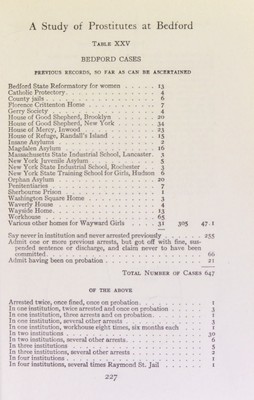 A Study of Prostitutes at Bedford
TABLE XXV
BEDFORD CASES
PREVIOUS RECORDS, SO FAR AS CAN BE ASCERTAINED
Bedford State Reformatory for women . . . . . 13
Catholic Protectory. . . . . . . . . . . . 4
County jails . . . . . . . . . . . . . . 6
Florence Crittenton Home . . . . . . . . . 7
Gerry Society . . . . . . . . . . . . . 4
House of Good Shepherd, Brooklyn . . . . . . 20
House of Good Shepherd, New York . . . . . . 34
House of Mercy, Inwood . . . . . . . . . . 23
House of Refuge, Randall's Island . . . . . . 15
Insane Asylums . . . . . . . . . . . . . 2
Magdalen Asylum . . . . . . . . . . . . 16
Massachusetts State Industrial School, Lancaster. 3
New York Juvenile Asylum . . . . . . . . . 5
New York State Industrial School, Rochester . . 3
New York State Training School for Girls, Hudson 6
Orphan Asylum . . . . . . . . . . . . . 20
Penitentiaries . . . . . . . . . . . . . 7
Sherbourne Prison . . . . . . . . . . . . 1
Washington Square Home . . . . . . . . . 3
Waverly House . . . . . . . . . . . . . 4
Wayside Home . . . . . . . . . . . . . 13
Workhouse . . . . . . . . . . . . . . 65
Various other homes for Wayward Girls . . . . 31 305 47.1
Say never in institution and never arrested previously . . . . . 255
Admit one or more previous arrests, but got off with fine, sus-
pended sentence or discharge, and claim never to have been
committed. . . . . . . . . . . . . . . 66
Admit having been on probation . . . . . . . . . . . 21
TOTAL NUMBER OF CASES 647
OF THE ABOVE
Arrested twice, once fined, once on probation. . . . . . . . 1
In one institution, twice arrested and once on probation . . . . 3
In one institution, three arrests and on probation . . . . . . 1
In one institution, several other arrests . . . . . . . . . 3
In one institution, workhouse eight times, six months each . . . 1
In two institutions . . . . . . . . . . . . . . . 30
In two institutions, several other arrests. . . . . . . . . 6
In three institutions . . . . . . . . . . . . . . 5
In three institutions, several other arrests . . . . . . . . 2
In four institutions . . . . . . . . . . . . . . 1
In four institutions, several times Raymond St. Jail . . . . . 1
227